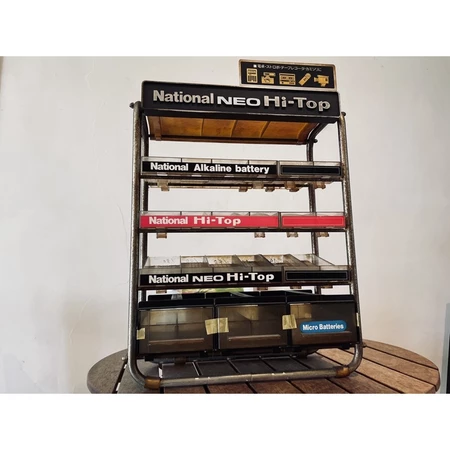 National NEO Hi-Top
National Alkaline battery
National Hi-Top
National NEO Hi-Top
Micro Batteries